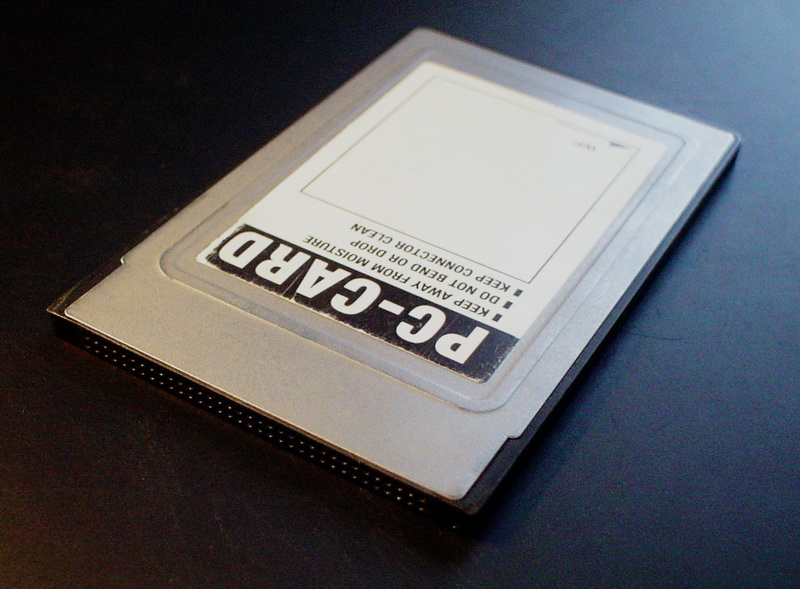 PC-CARD
▪ KEEP AWAY FROM MOISTURE
▪ DO NOT BEND OR DROP
▪ KEEP CONNECTOR CLEAN